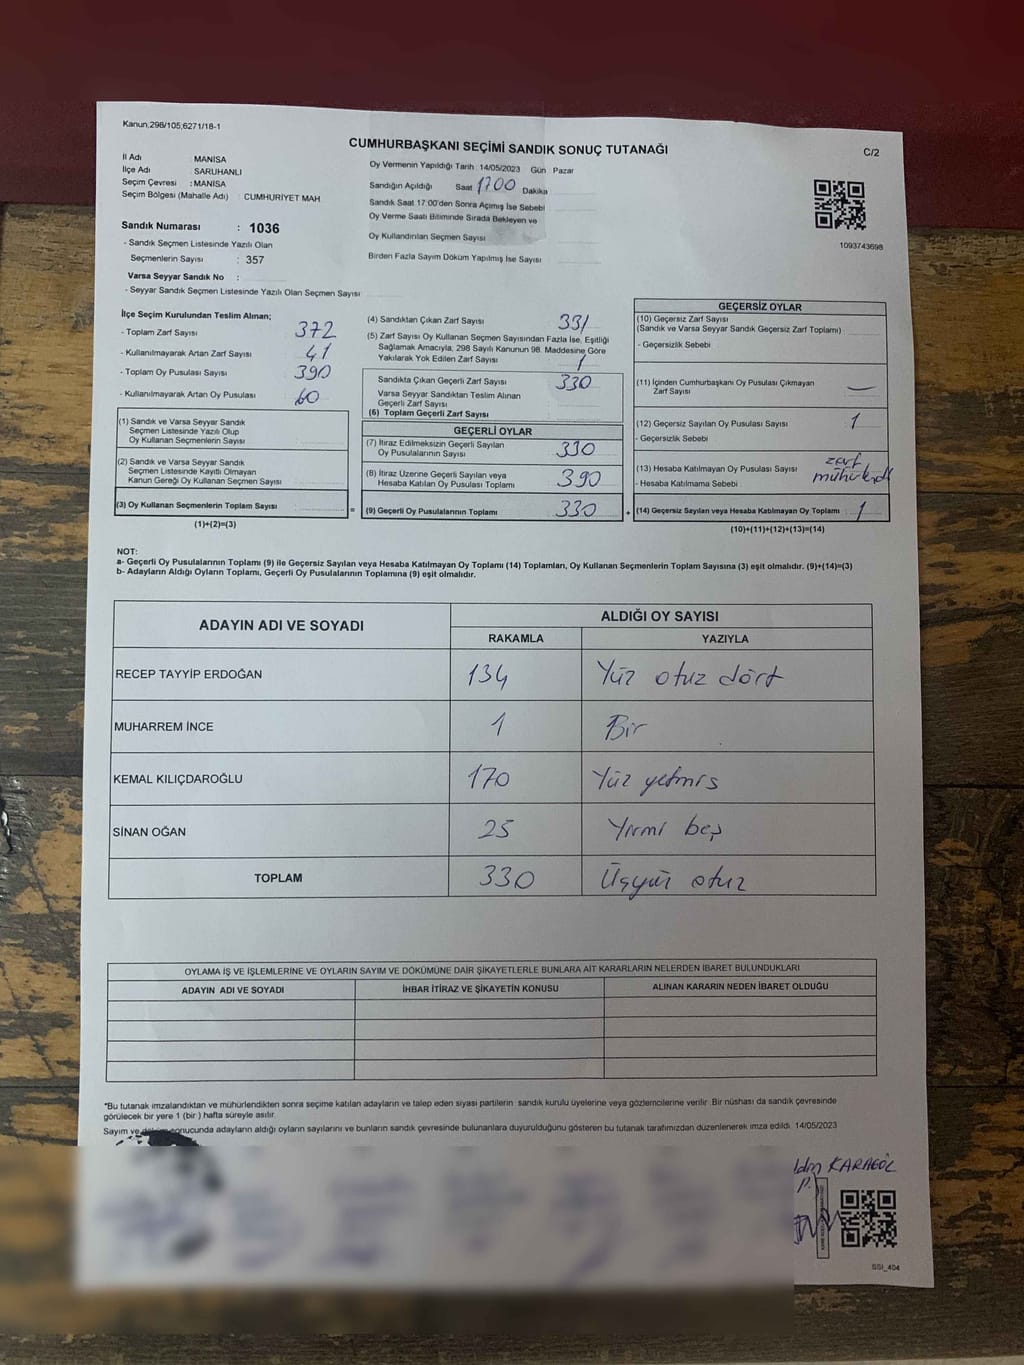 Kanun,298/105,6271/18-1
CUMHURBAŞKANI SEÇİMİ SANDIK SONUÇ TUTANAĞI
C/2
İl Adı : MANİSA
İlçe Adı : SARUHANLI
Seçim Çevresi : MANİSA
Seçim Bölgesi (Mahalle Adı) : CUMHURİYET MAH
Oy Vermenin Yapıldığı Tarih : 14/05/2023 Gün Pazar
Sandığın Açıldığı Saat 1700 Dakika
Sandık Saat 17:00'den Sonra Açımış İse Sebebi
Oy Verme Saati Bitiminde Sırada Bekleyen ve
Oy Kullandırılan Seçmen Sayısı
Birden Fazla Sayım Döküm Yapılmış İse Sayısı
1093743698
Sandık Numarası : 1036
- Sandık Seçmen Listesinde Yazılı Olan
Seçmenlerin Sayısı : 357
Varsa Seyyar Sandık No :
- Seyyar Sandık Seçmen Listesinde Yazılı Olan Seçmen Sayısı
İlçe Seçim Kurulundan Teslim Alınan;
- Toplam Zarf Sayısı 372
- Kullanılmayarak Artan Zarf Sayısı 41
- Toplam Oy Pusulası Sayısı 390
- Kullanılmayarak Artan Oy Pusulası 60
(1) Sandık ve Varsa Seyyar Sandık
Seçmen Listesinde Yazılı Olup
Oy Kullanan Seçmenlerin Sayısı
(2) Sandık ve Varsa Seyyar Sandık
Seçmen Listesinde Kayıtlı Olmayan
Kanun Gereği Oy Kullanan Seçmen Sayısı
(3) Oy Kullanan Seçmenlerin Toplam Sayısı
=
(1)+(2)=(3)
(4) Sandıktan Çıkan Zarf Sayısı 331
(5) Zarf Sayısı Oy Kullanan Seçmen Sayısından Fazla İse, Eşitliği
Sağlamak Amacıyla, 298 Sayılı Kanunun 98. Maddesine Göre
Yakılarak Yok Edilen Zarf Sayısı 1
Sandıkta Çıkan Geçerli Zarf Sayısı 330
Varsa Seyyar Sandıktan Teslim Alınan
Geçerli Zarf Sayısı
(6) Toplam Geçerli Zarf Sayısı
GEÇERLİ OYLAR
(7) İtiraz Edilmeksizin Geçerli Sayılan
Oy Pusulalarının Sayısı 330
(8) İtiraz Üzerine Geçerli Sayılan veya
Hesaba Katılan Oy Pusulası Toplamı 390
(9) Geçerli Oy Pusulalarının Toplamı 330
+
GEÇERSİZ OYLAR
(10) Geçersiz Zarf Sayısı
(Sandık ve Varsa Seyyar Sandık Geçersiz Zarf Toplamı)
- Geçersizlik Sebebi
(11) İçinden Cumhurbaşkanı Oy Pusulası Çıkmayan
Zarf Sayısı —
(12) Geçersiz Sayılan Oy Pusulası Sayısı 1
- Geçersizlik Sebebi
(13) Hesaba Katılmayan Oy Pusulası Sayısı zarf
- Hesaba Katılmama Sebebi
(14) Geçersiz Sayılan veya Hesaba Katılmayan Oy Toplamı 1
(10)+(11)+(12)+(13)=(14)
NOT:
a- Geçerli Oy Pusulalarının Toplamı (9) ile Geçersiz Sayılan veya Hesaba Katılmayan Oy Toplamı (14) Toplamları, Oy Kullanan Seçmenlerin Toplam Sayısına (3) eşit olmalıdır. (9)+(14)=(3)
b- Adayların Aldığı Oyların Toplamı, Geçerli Oy Pusulalarının Toplamına (9) eşit olmalıdır.
ADAYIN ADI VE SOYADI
ALDIĞI OY SAYISI
RAKAMLA YAZIYLA
RECEP TAYYİP ERDOĞAN 134 Yüz otuz dört
MUHARREM İNCE 1 Bir
KEMAL KILIÇDAROĞLU 170 Yüz yetmiş
SİNAN OĞAN 25 Yirmi beş
TOPLAM 330 Üçyüz otuz
OYLAMA İŞ VE İŞLEMLERİNE VE OYLARIN SAYIM VE DÖKÜMÜNE DAİR ŞİKAYETLERLE BUNLARA AİT KARARLARIN NELERDEN İBARET BULUNDUKLARI
ADAYIN ADI VE SOYADI İHBAR İTİRAZ VE ŞİKAYETİN KONUSU ALINAN KARARIN NEDEN İBARET OLDUĞU
*Bu tutanak imzalandıktan ve mühürlendikten sonra seçime katılan adayların ve talep eden siyasi partilerin sandık kurulu üyelerine veya gözlemcilerine verilir. Bir nüshası da sandık çevresinde
görülecek bir yere 1 (bir) hafta süreyle asılır.
Sayım ve sonucunda adayların aldığı oyların sayılarını ve bunların sandık çevresinde bulunanlara duyurulduğunu gösteren bu tutanak tarafımızdan düzenlenerek imza edildi. 14/05/2023
KARAGÖL
SSI_404